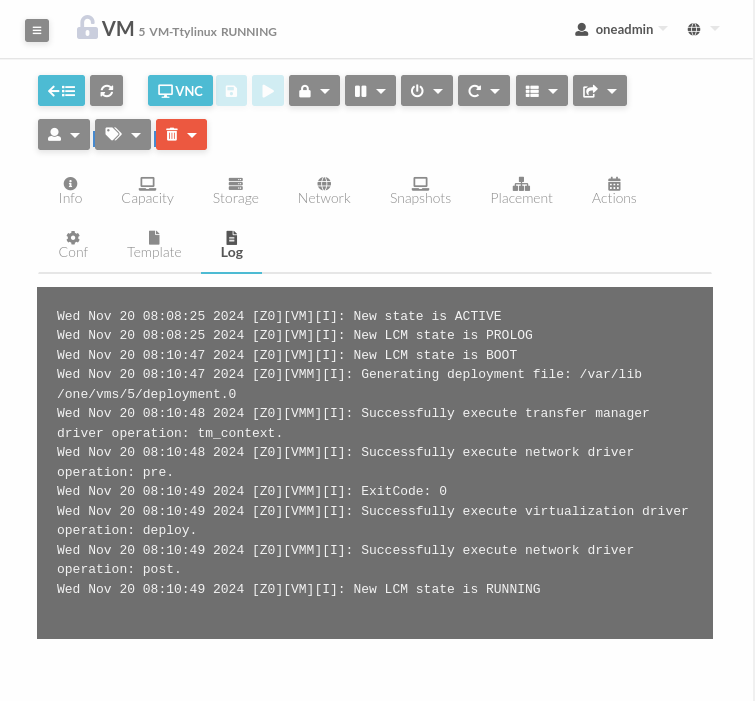 VM 5 VM-Ttylinux RUNNING
oneadmin
VNC
Info Capacity Storage Network Snapshots Placement Actions
Conf Template Log
Wed Nov 20 08:08:25 2024 [Z0][VM][I]: New state is ACTIVE
Wed Nov 20 08:08:25 2024 [Z0][VM][I]: New LCM state is PROLOG
Wed Nov 20 08:10:47 2024 [Z0][VM][I]: New LCM state is BOOT
Wed Nov 20 08:10:47 2024 [Z0][VMM][I]: Generating deployment file: /var/lib
/one/vms/5/deployment.0
Wed Nov 20 08:10:48 2024 [Z0][VMM][I]: Successfully execute transfer manager
driver operation: tm_context.
Wed Nov 20 08:10:48 2024 [Z0][VMM][I]: Successfully execute network driver
operation: pre.
Wed Nov 20 08:10:49 2024 [Z0][VMM][I]: ExitCode: 0
Wed Nov 20 08:10:49 2024 [Z0][VMM][I]: Successfully execute virtualization driver
operation: deploy.
Wed Nov 20 08:10:49 2024 [Z0][VMM][I]: Successfully execute network driver
operation: post.
Wed Nov 20 08:10:49 2024 [Z0][VM][I]: New LCM state is RUNNING